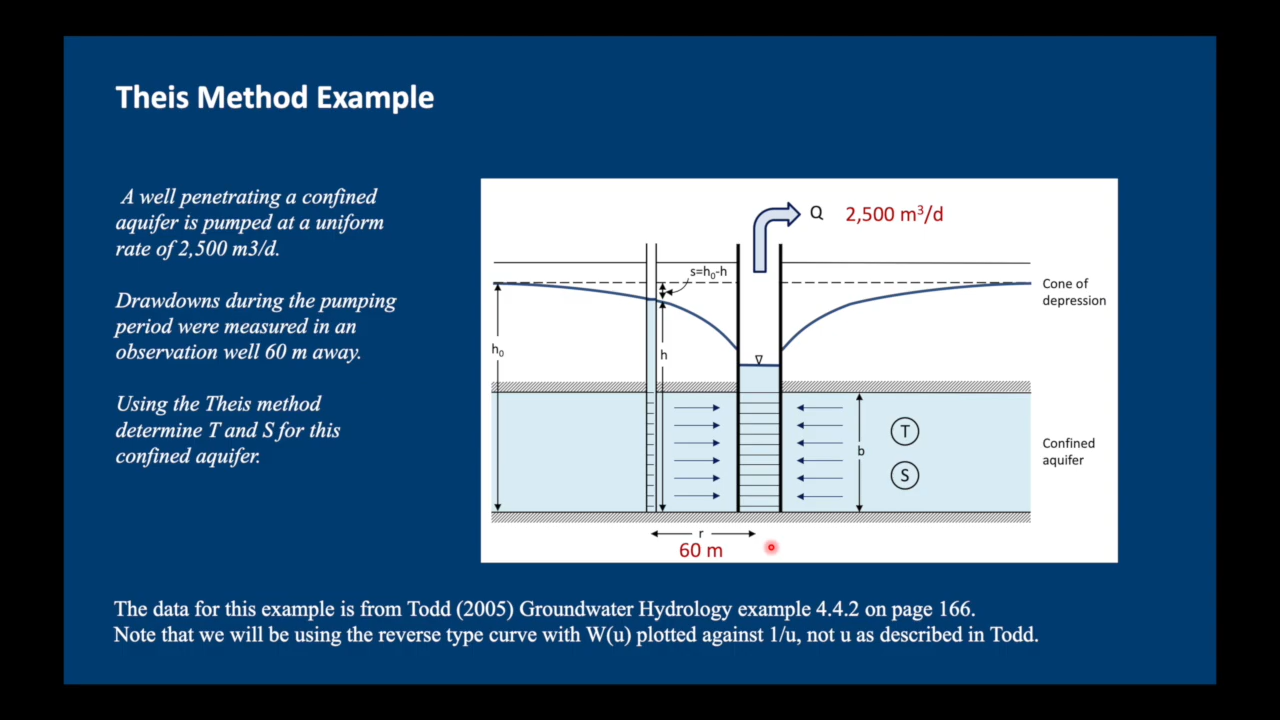 Theis Method Example
A well penetrating a confined
aquifer is pumped at a uniform
rate of 2,500 m3/d.
Drawdowns during the pumping
period were measured in an
observation well 60 m away.
Using the Theis method
determine T and S for this
confined aquifer.
Q 2,500 m³/d
s=h₀-h
Cone of
depression
h₀
h
T
b
Confined
aquifer
S
r
60 m
The data for this example is from Todd (2005) Groundwater Hydrology example 4.4.2 on page 166.
Note that we will be using the reverse type curve with W(u) plotted against 1/u, not u as described in Todd.